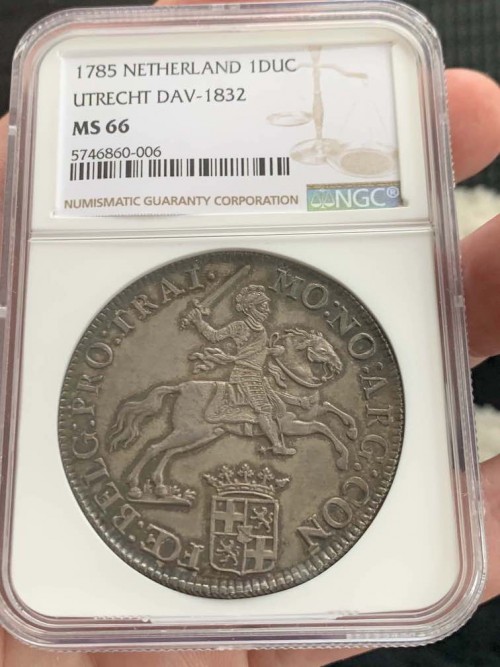 1785 NETHERLAND 1DUC
UTRECHT DAV-1832
MS 66
5746860-006
NUMISMATIC GUARANTY CORPORATION
NGC®
MO:NO:ARG:CON
FŒ:BELG:PRO:TRAI·